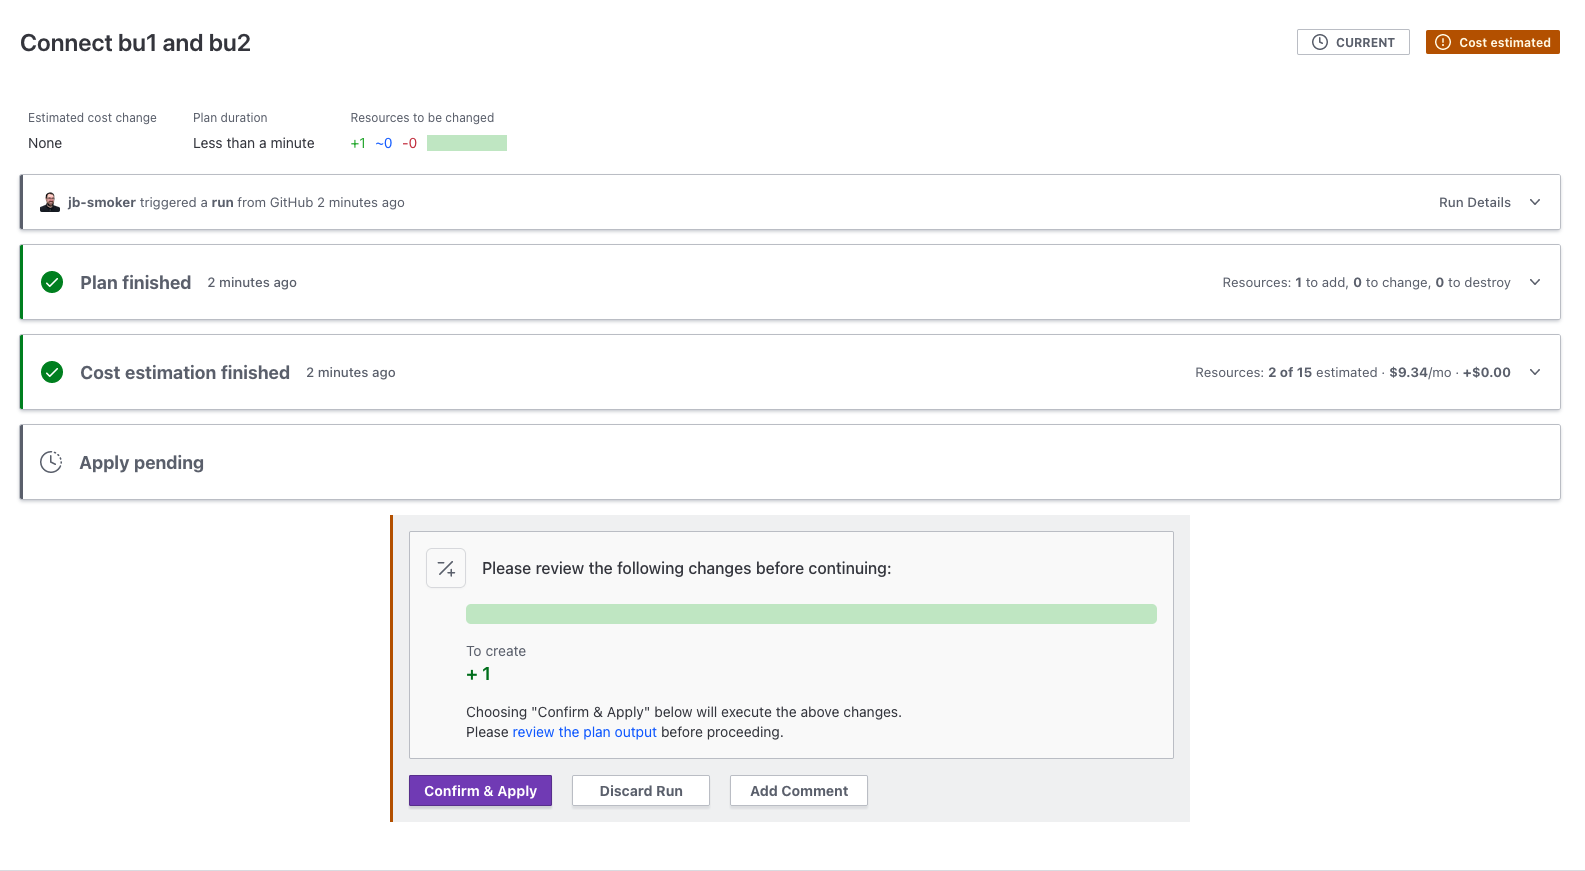 Connect bu1 and bu2
CURRENT
Cost estimated
Estimated cost change
Plan duration
Resources to be changed
None
Less than a minute
+1 ~0 -0
jb-smoker triggered a run from GitHub 2 minutes ago
Run Details
Plan finished 2 minutes ago
Resources: 1 to add, 0 to change, 0 to destroy
Cost estimation finished 2 minutes ago
Resources: 2 of 15 estimated · $9.34/mo · +$0.00
Apply pending
Please review the following changes before continuing:
To create
+ 1
Choosing "Confirm & Apply" below will execute the above changes.
Please review the plan output before proceeding.
Confirm & Apply
Discard Run
Add Comment